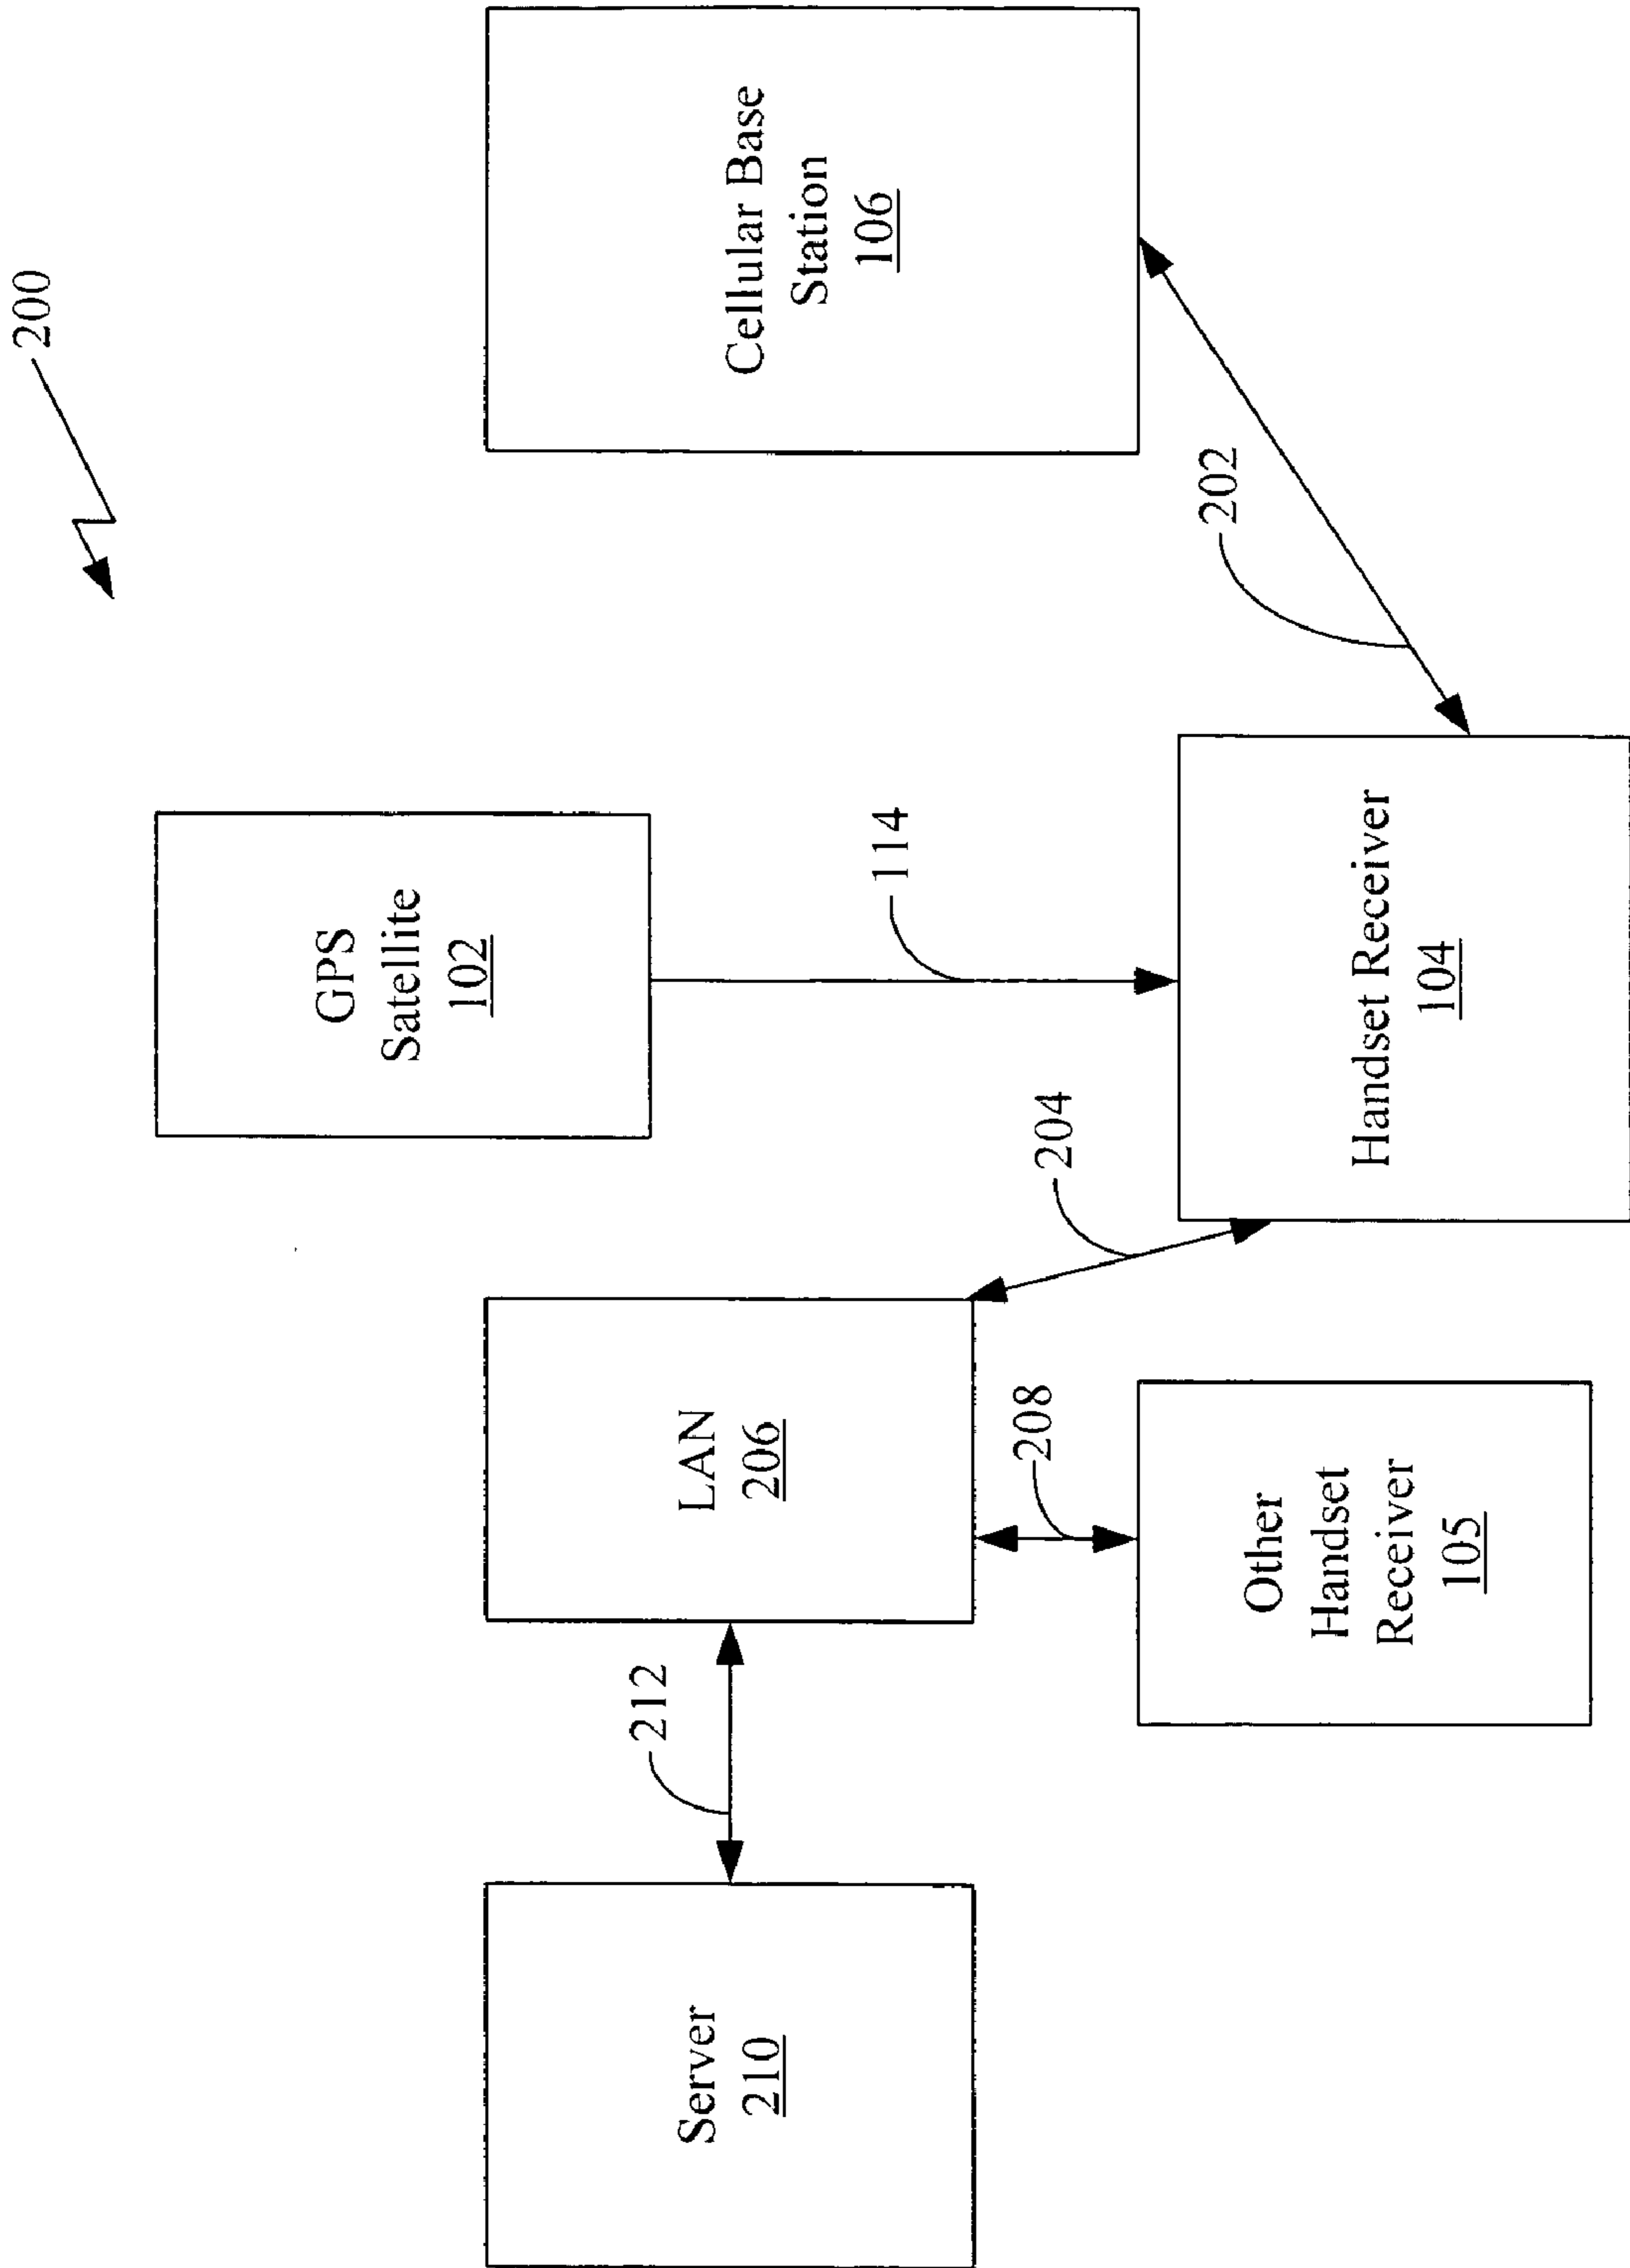 200
GPS
Satellite
102
Cellular Base
Station
106
LAN
206
Server
210
212
114
204
208
202
Other
Handset
Receiver
105
Handset Receiver
104